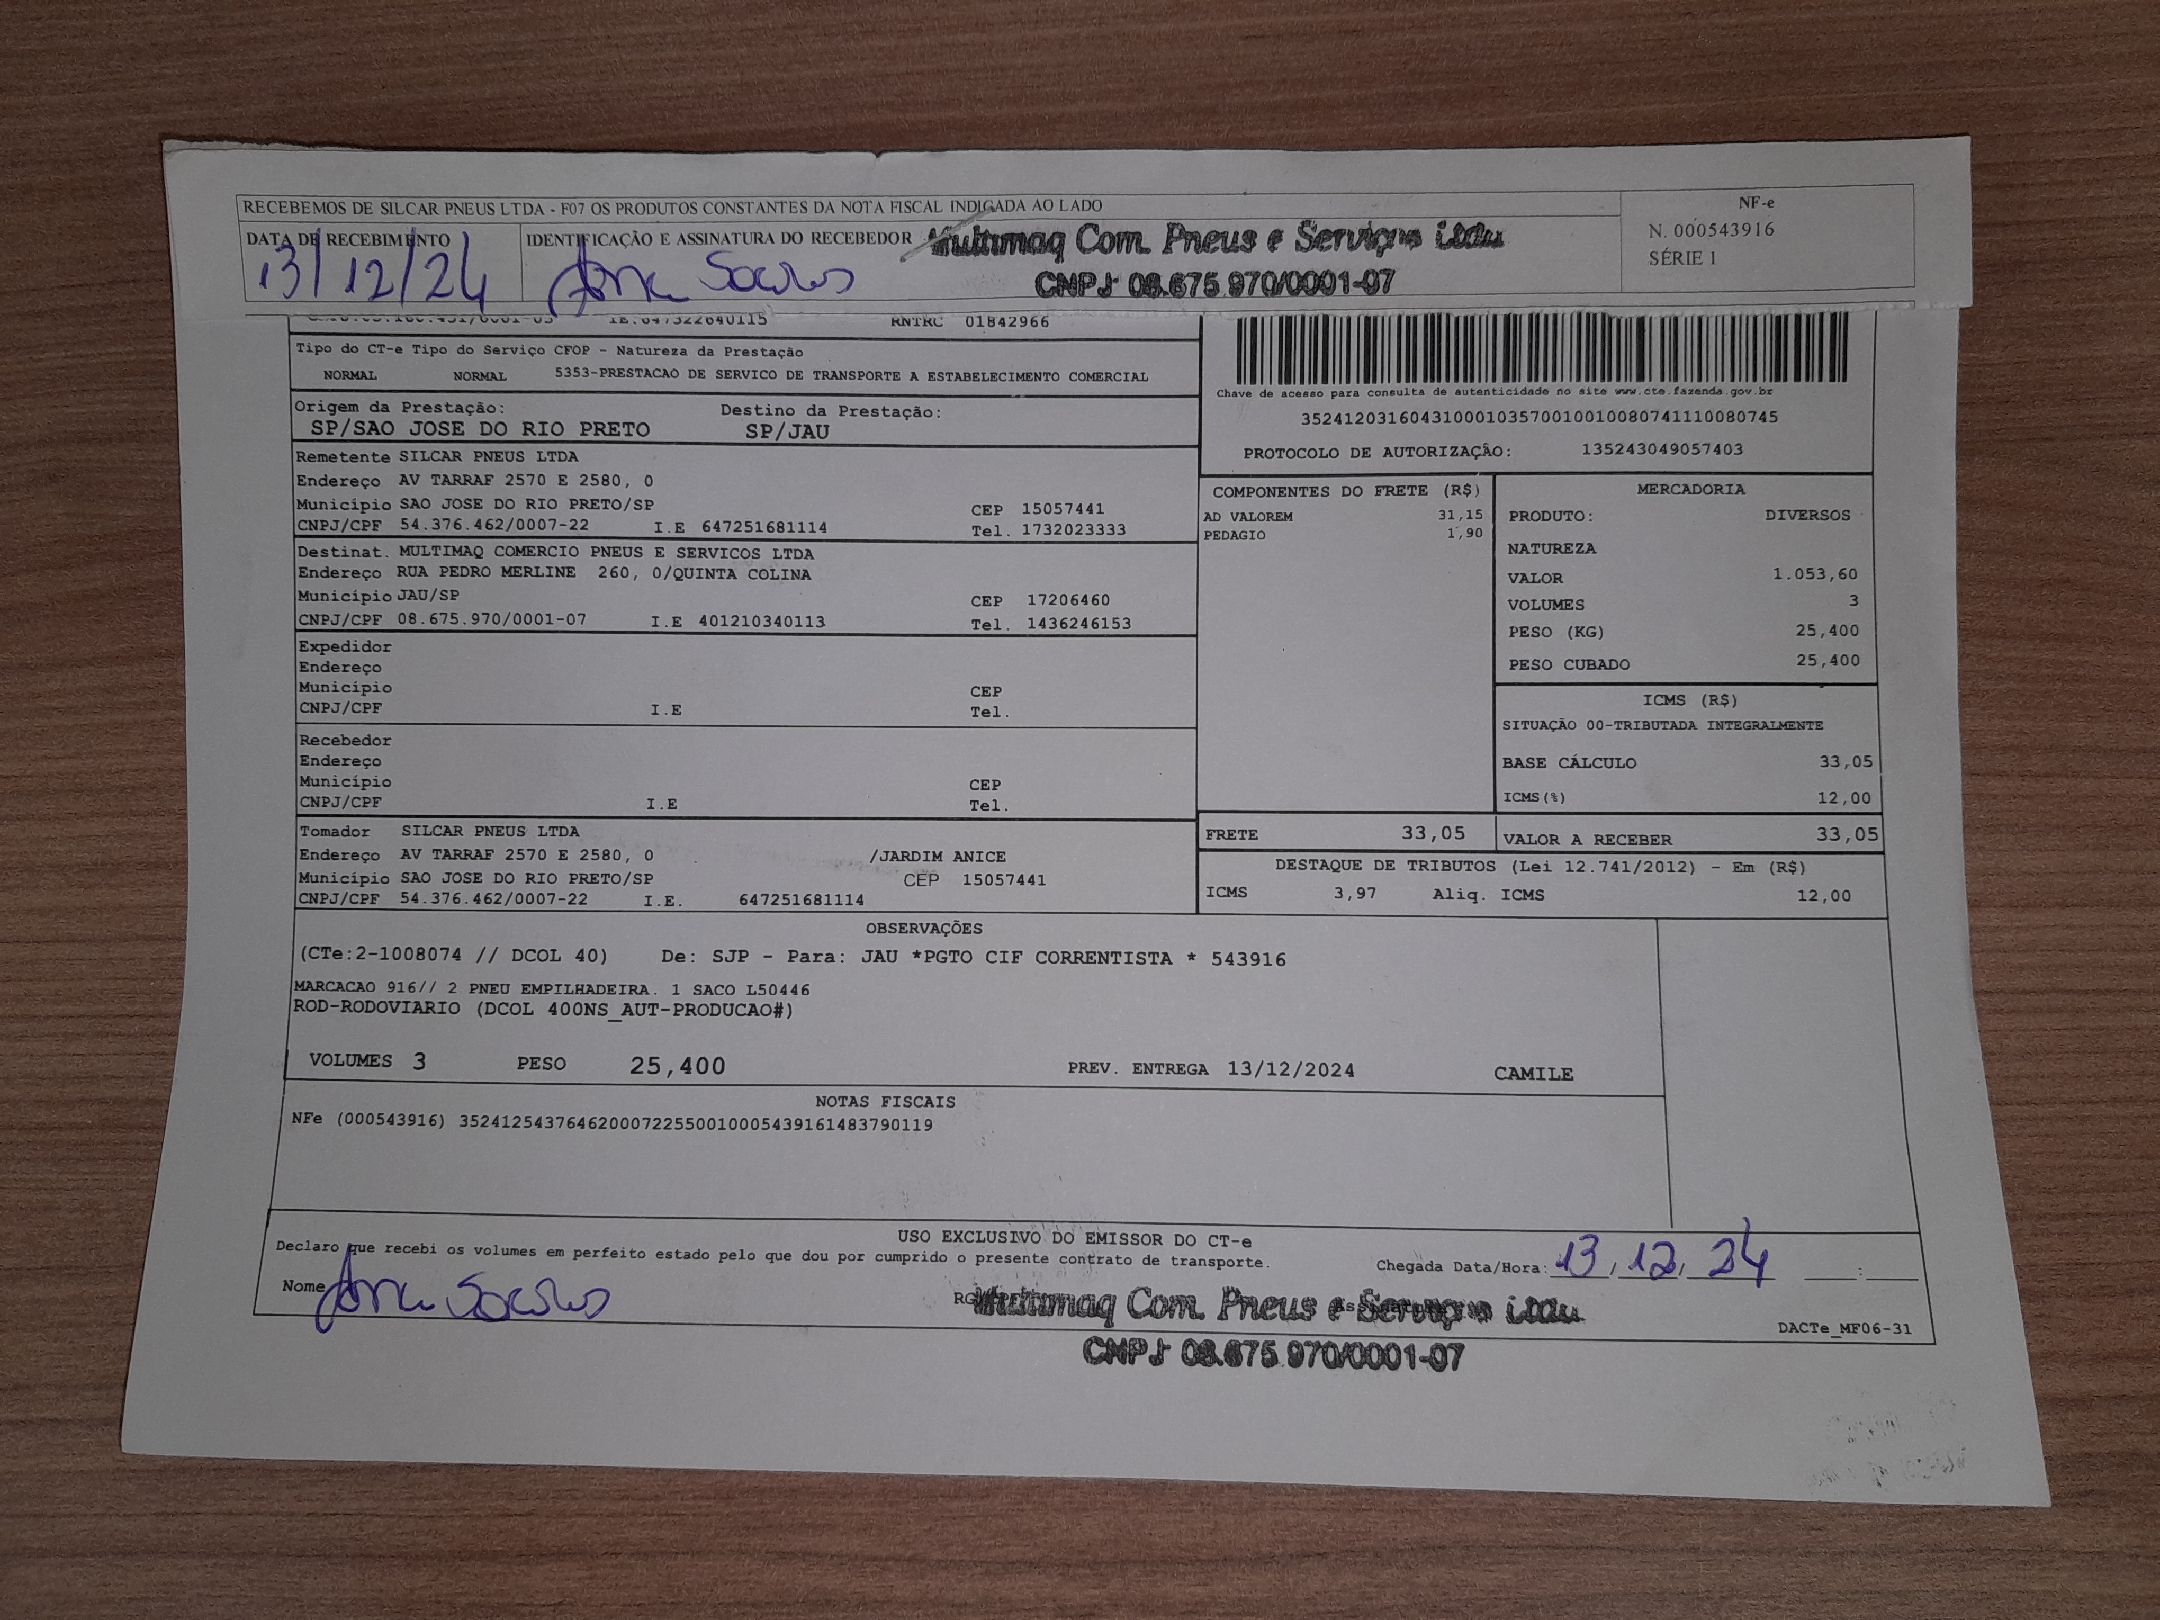 RECEBEMOS DE SILCAR PNEUS LTDA - F07 OS PRODUTOS CONSTANTES DA NOTA FISCAL INDICADA AO LADO
NF-e
N. 000543916
SÉRIE 1
DATA DE RECEBIMENTO
13/12/24
IDENTIFICAÇÃO E ASSINATURA DO RECEBEDOR
Ana
Multimaq Com. Pneus e Serviços Ltda
CNPJ 08.675.970/0001-07
RNTRC 01842966
Tipo do CT-e Tipo do Serviço CFOP - Natureza da Prestação
NORMAL NORMAL 5353-PRESTACAO DE SERVICO DE TRANSPORTE A ESTABELECIMENTO COMERCIAL
Chave de acesso para consulta de autenticidade no site www.cte.fazenda.gov.br
35241203160431000103570010010080741110080745
PROTOCOLO DE AUTORIZAÇÃO: 135243049057403
Origem da Prestação: Destino da Prestação:
SP/SAO JOSE DO RIO PRETO SP/JAU
Remetente SILCAR PNEUS LTDA
Endereço AV TARRAF 2570 E 2580, 0
Município SAO JOSE DO RIO PRETO/SP CEP 15057441
CNPJ/CPF 54.376.462/0007-22 I.E 647251681114 Tel. 1732023333
Destinat. MULTIMAQ COMERCIO PNEUS E SERVICOS LTDA
Endereço RUA PEDRO MERLINE 260, 0/QUINTA COLINA
Município JAU/SP CEP 17206460
CNPJ/CPF 08.675.970/0001-07 I.E 401210340113 Tel. 1436246153
Expedidor
Endereço
Município CEP
CNPJ/CPF I.E Tel.
Recebedor
Endereço
Município CEP
CNPJ/CPF I.E Tel.
Tomador SILCAR PNEUS LTDA
Endereço AV TARRAF 2570 E 2580, 0 /JARDIM ANICE
Município SAO JOSE DO RIO PRETO/SP CEP 15057441
CNPJ/CPF 54.376.462/0007-22 I.E. 647251681114
COMPONENTES DO FRETE (R$)
AD VALOREM 31,15
PEDAGIO 1,90
MERCADORIA
PRODUTO: DIVERSOS
NATUREZA
VALOR 1.053,60
VOLUMES 3
PESO (KG) 25,400
PESO CUBADO 25,400
ICMS (R$)
SITUAÇÃO 00-TRIBUTADA INTEGRALMENTE
BASE CÁLCULO 33,05
ICMS(%) 12,00
FRETE 33,05 VALOR A RECEBER 33,05
DESTAQUE DE TRIBUTOS (Lei 12.741/2012) - Em (R$)
ICMS 3,97 Aliq. ICMS 12,00
OBSERVAÇÕES
(CTe:2-1008074 // DCOL 40) De: SJP - Para: JAU *PGTO CIF CORRENTISTA * 543916
MARCACAO 916// 2 PNEU EMPILHADEIRA. 1 SACO L50446
ROD-RODOVIARIO (DCOL 400NS_AUT-PRODUCAO#)
VOLUMES 3 PESO 25,400 PREV. ENTREGA 13/12/2024 CAMILE
NOTAS FISCAIS
NFe (000543916) 35241254376462000722550010005439161483790119
USO EXCLUSIVO DO EMISSOR DO CT-e
Declaro que recebi os volumes em perfeito estado pelo que dou por cumprido o presente contrato de transporte.
Chegada Data/Hora: 13,12,24 :
Nome Ana
Multimaq Com. Pneus e Serviços Ltda
CNPJ 08.675.970/0001-07
DACTe_MF06-31